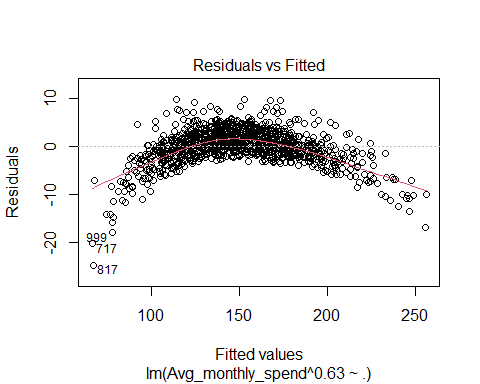 Residuals vs Fitted
Residuals
10
0
-10
-20
999
717
817
100
150
200
250
Fitted values
lm(Avg_monthly_spend^0.63 ~ .)